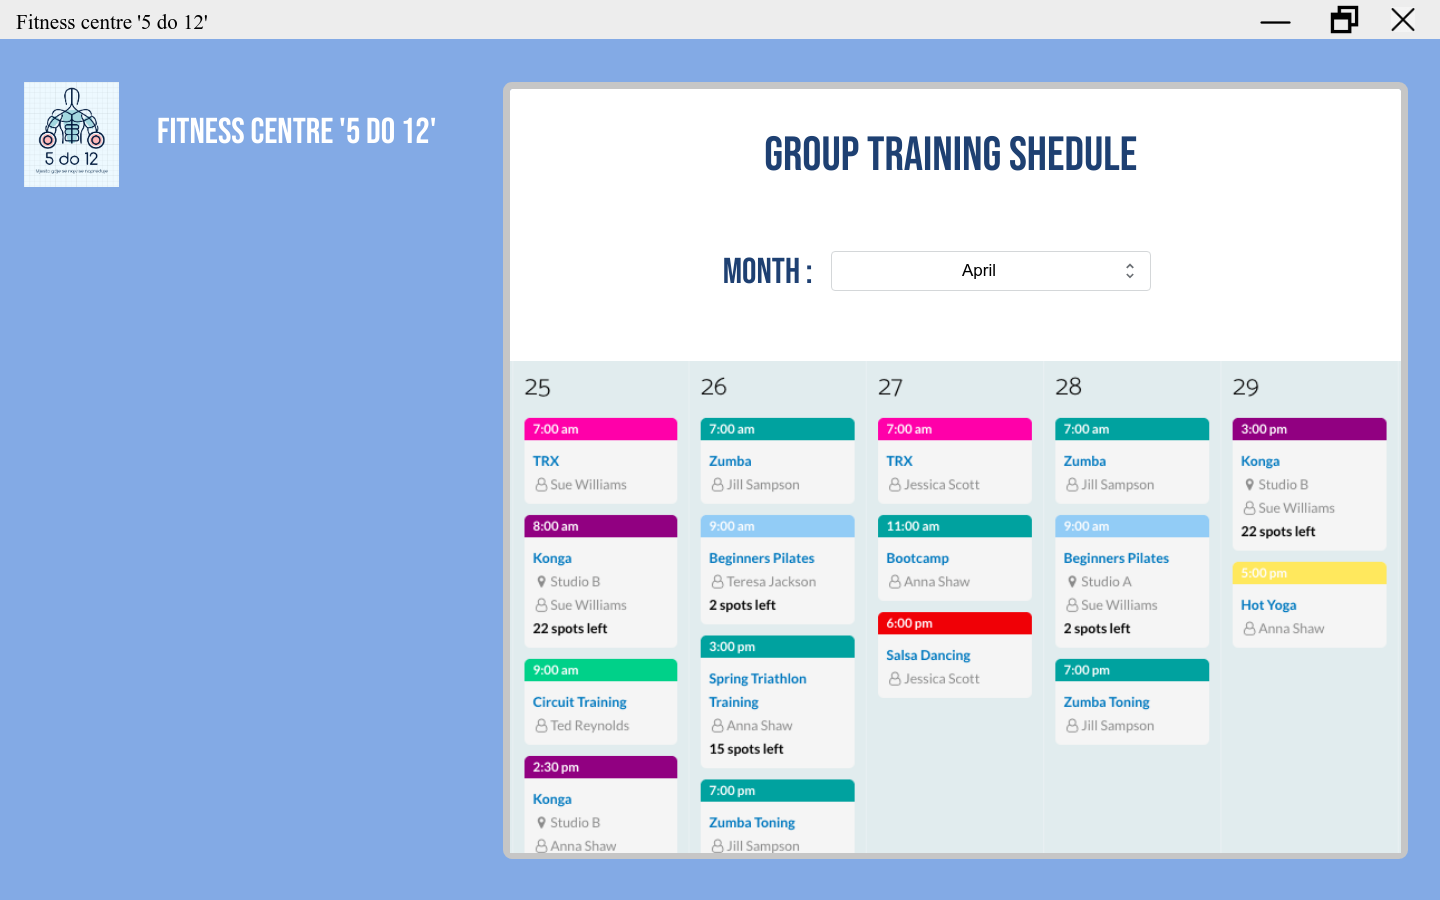 Fitness centre '5 do 12'
5 do 12
FITNESS CENTRE '5 DO 12'
GROUP TRAINING SHEDULE
MONTH :
April
25
7:00 am
TRX
Sue Williams
8:00 am
Konga
Studio B
Sue Williams
22 spots left
9:00 am
Circuit Training
Ted Reynolds
2:30 pm
Konga
Studio B
Anna Shaw
26
7:00 am
Zumba
Jill Sampson
9:00 am
Beginners Pilates
Teresa Jackson
2 spots left
3:00 pm
Spring Triathlon
Training
Anna Shaw
15 spots left
7:00 pm
Zumba Toning
Jill Sampson
27
7:00 am
TRX
Jessica Scott
11:00 am
Bootcamp
Anna Shaw
6:00 pm
Salsa Dancing
Jessica Scott
28
7:00 am
Zumba
Jill Sampson
9:00 am
Beginners Pilates
Studio A
Sue Williams
2 spots left
7:00 pm
Zumba Toning
Jill Sampson
29
3:00 pm
Konga
Studio B
Sue Williams
22 spots left
5:00 pm
Hot Yoga
Anna Shaw